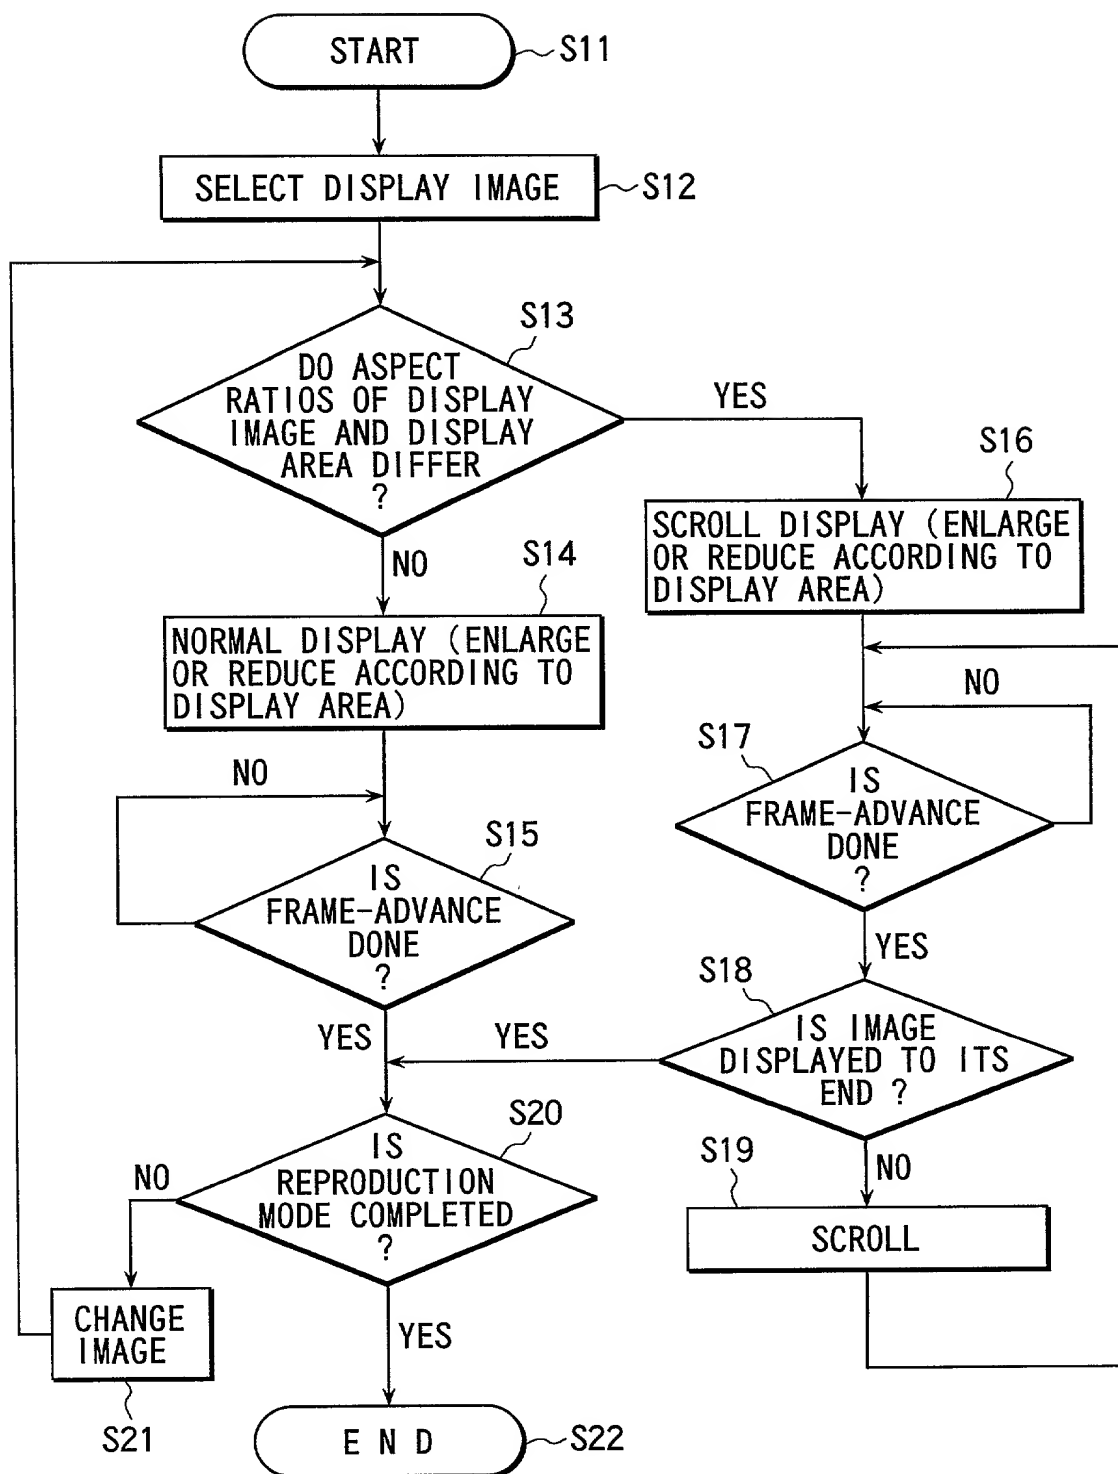 START
S11
SELECT DISPLAY IMAGE
S12
S13
DO ASPECT
RATIOS OF DISPLAY
IMAGE AND DISPLAY
AREA DIFFER
?
YES
NO
S16
SCROLL DISPLAY (ENLARGE
OR REDUCE ACCORDING TO
DISPLAY AREA)
S14
NORMAL DISPLAY (ENLARGE
OR REDUCE ACCORDING TO
DISPLAY AREA)
NO
S17
IS
FRAME-ADVANCE
DONE
?
YES
NO
S15
IS
FRAME-ADVANCE
DONE
?
YES
S18
IS IMAGE
DISPLAYED TO ITS
END ?
YES
NO
S19
SCROLL
S20
IS
REPRODUCTION
MODE COMPLETED
?
NO
YES
CHANGE
IMAGE
S21
END
S22